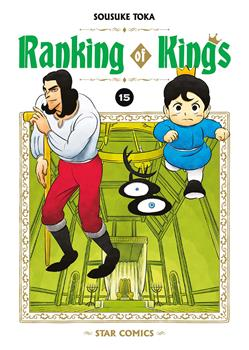 SOUSUKE TOKA
Ranking of Kings
15
STAR COMICS